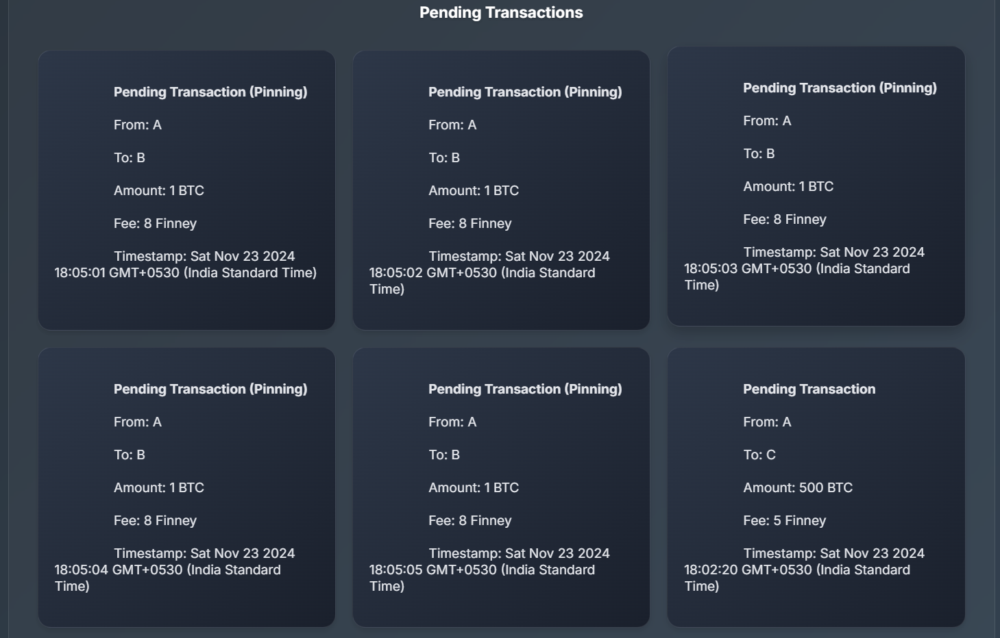 Pending Transactions
Pending Transaction (Pinning)
From: A
To: B
Amount: 1 BTC
Fee: 8 Finney
Timestamp: Sat Nov 23 2024
18:05:01 GMT+0530 (India Standard Time)
Pending Transaction (Pinning)
From: A
To: B
Amount: 1 BTC
Fee: 8 Finney
Timestamp: Sat Nov 23 2024
18:05:02 GMT+0530 (India Standard
Time)
Pending Transaction (Pinning)
From: A
To: B
Amount: 1 BTC
Fee: 8 Finney
Timestamp: Sat Nov 23 2024
18:05:03 GMT+0530 (India Standard
Time)
Pending Transaction (Pinning)
From: A
To: B
Amount: 1 BTC
Fee: 8 Finney
Timestamp: Sat Nov 23 2024
18:05:04 GMT+0530 (India Standard
Time)
Pending Transaction (Pinning)
From: A
To: B
Amount: 1 BTC
Fee: 8 Finney
Timestamp: Sat Nov 23 2024
18:05:05 GMT+0530 (India Standard
Time)
Pending Transaction
From: A
To: C
Amount: 500 BTC
Fee: 5 Finney
Timestamp: Sat Nov 23 2024
18:02:20 GMT+0530 (India Standard
Time)